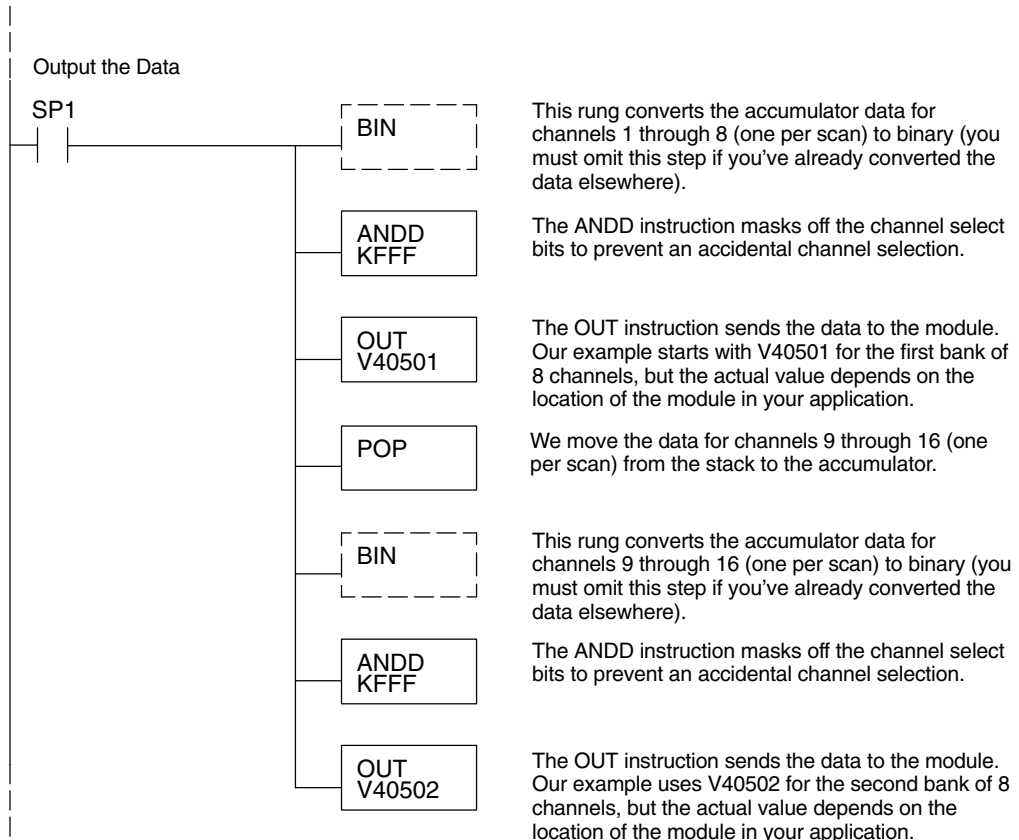 Output the Data
SP1
BIN
This rung converts the accumulator data for
channels 1 through 8 (one per scan) to binary (you
must omit this step if you've already converted the
data elsewhere).
ANDD
KFFF
The ANDD instruction masks off the channel select
bits to prevent an accidental channel selection.
OUT
V40501
The OUT instruction sends the data to the module.
Our example starts with V40501 for the first bank of
8 channels, but the actual value depends on the
location of the module in your application.
POP
We move the data for channels 9 through 16 (one
per scan) from the stack to the accumulator.
BIN
This rung converts the accumulator data for
channels 9 through 16 (one per scan) to binary (you
must omit this step if you've already converted the
data elsewhere).
ANDD
KFFF
The ANDD instruction masks off the channel select
bits to prevent an accidental channel selection.
OUT
V40502
The OUT instruction sends the data to the module.
Our example uses V40502 for the second bank of 8
channels, but the actual value depends on the
location of the module in your application.